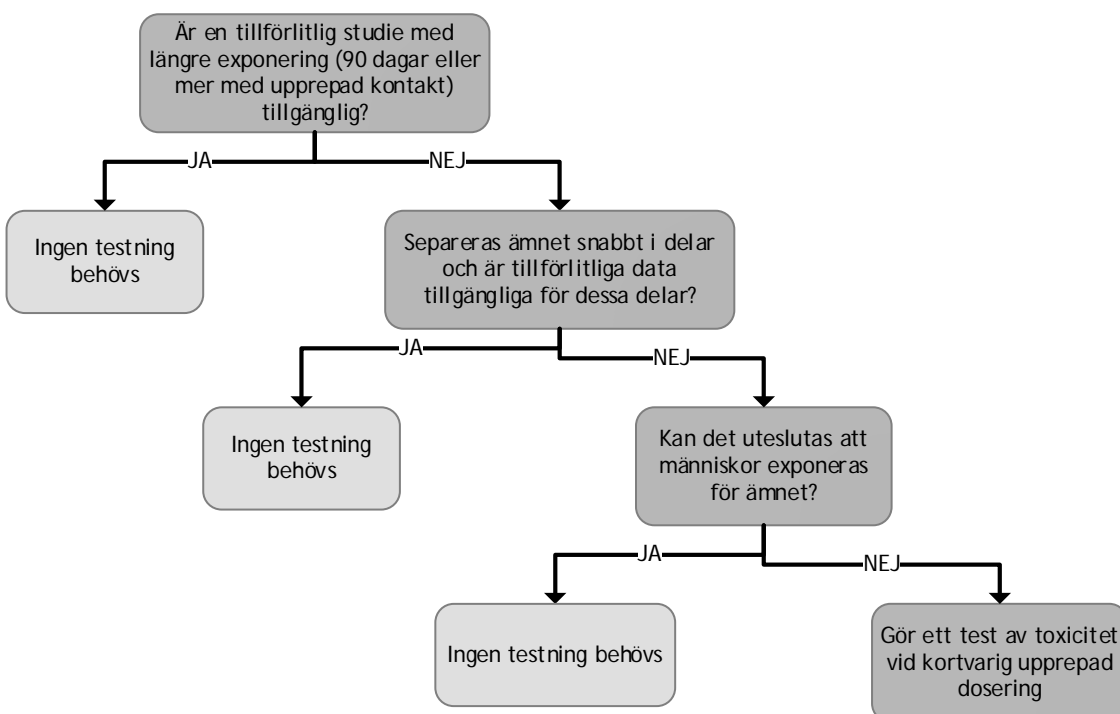 Är en tillförlitlig studie med
längre exponering (90 dagar eller
mer med upprepad kontakt)
tillgänglig?
JA
NEJ
Ingen testning
behövs
Separeras ämnet snabbt i delar
och är tillförlitliga data
tillgängliga för dessa delar?
JA
NEJ
Ingen testning
behövs
Kan det uteslutas att
människor exponeras
för ämnet?
JA
NEJ
Ingen testning behövs
Gör ett test av toxicitet
vid kortvarig upprepad
dosering